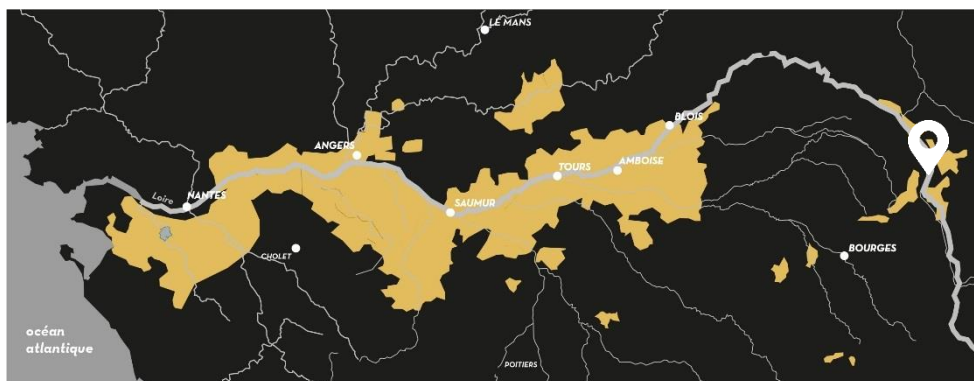 LE MANS
BLOIS
ANGERS
TOURS
AMBOISE
Loire
NANTES
SAUMUR
CHOLET
BOURGES
océan
atlantique
POITIERS